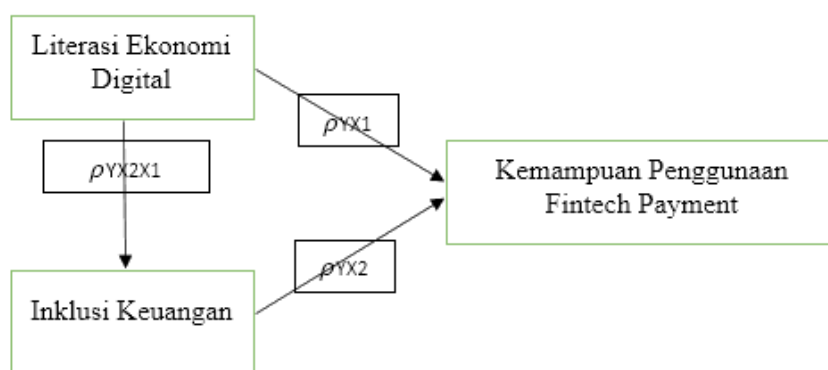 Literasi Ekonomi
Digital
ρYX1
ρYX2X1
Kemampuan Penggunaan
Fintech Payment
ρYX2
Inklusi Keuangan